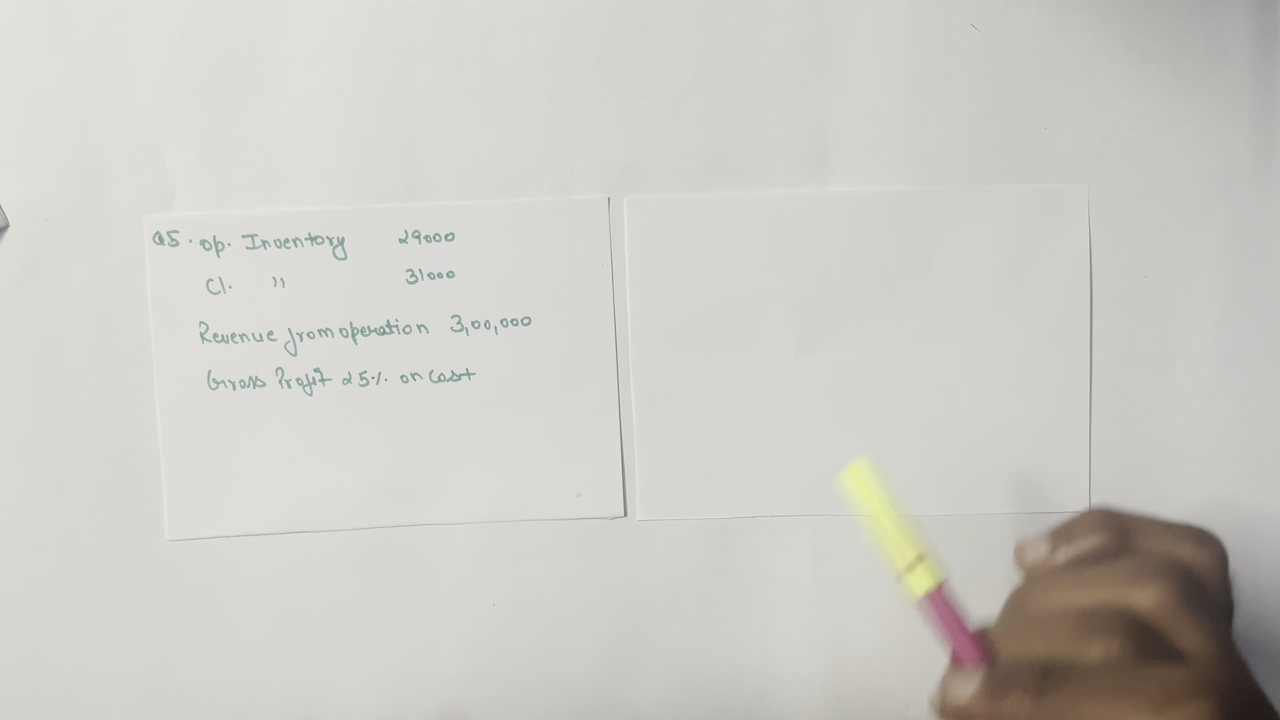 Q5. op. Inventory 29000
Cl. " 31000
Revenue from operation 3,00,000
Gross Profit 25% on cost